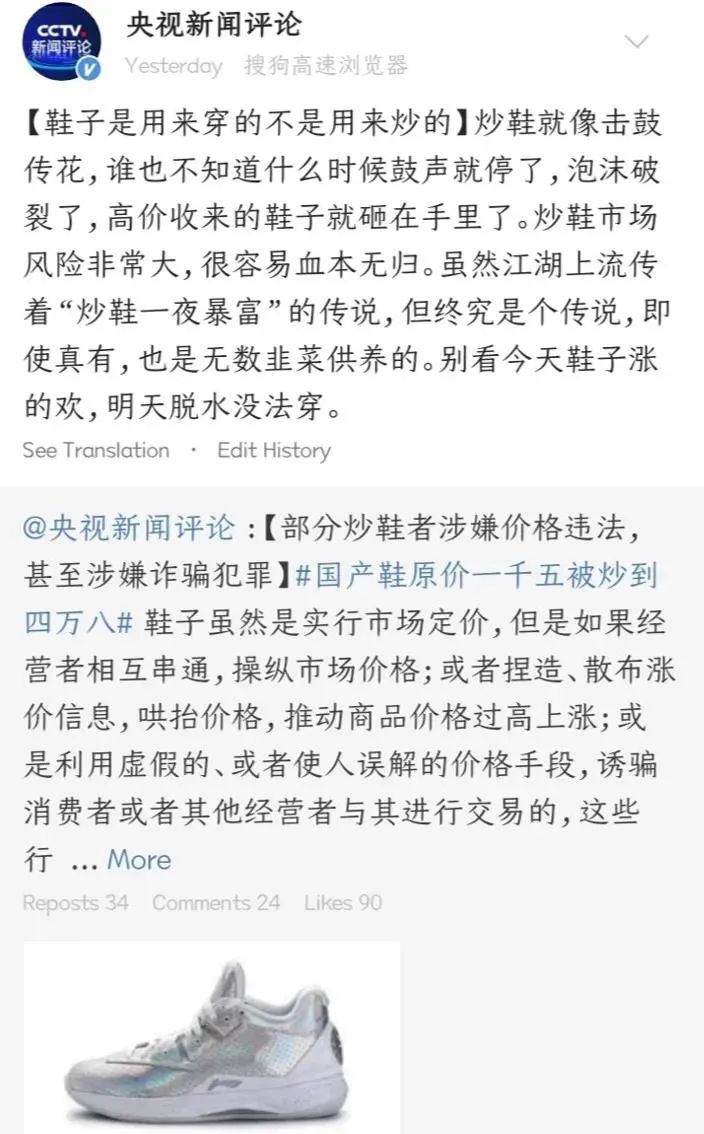 CCTV.
新闻评论
央视新闻评论
Yesterday 搜狗高速浏览器
【鞋子是用来穿的不是用来炒的】炒鞋就像击鼓
传花,谁也不知道什么时候鼓声就停了,泡沫破
裂了,高价收来的鞋子就砸在手里了。炒鞋市场
风险非常大,很容易血本无归。虽然江湖上流传
着“炒鞋一夜暴富”的传说,但终究是个传说,即
使真有,也是无数韭菜供养的。别看今天鞋子涨
的欢,明天脱水没法穿。
See Translation · Edit History
@央视新闻评论 :【部分炒鞋者涉嫌价格违法,
甚至涉嫌诈骗犯罪】#国产鞋原价一千五被炒到
四万八# 鞋子虽然是实行市场定价,但是如果经
营者相互串通,操纵市场价格;或者捏造、散布涨
价信息,哄抬价格,推动商品价格过高上涨;或
是利用虚假的、或者使人误解的价格手段,诱骗
消费者或者其他经营者与其进行交易的,这些
行 ... More
Reposts 34 Comments 24 Likes 90